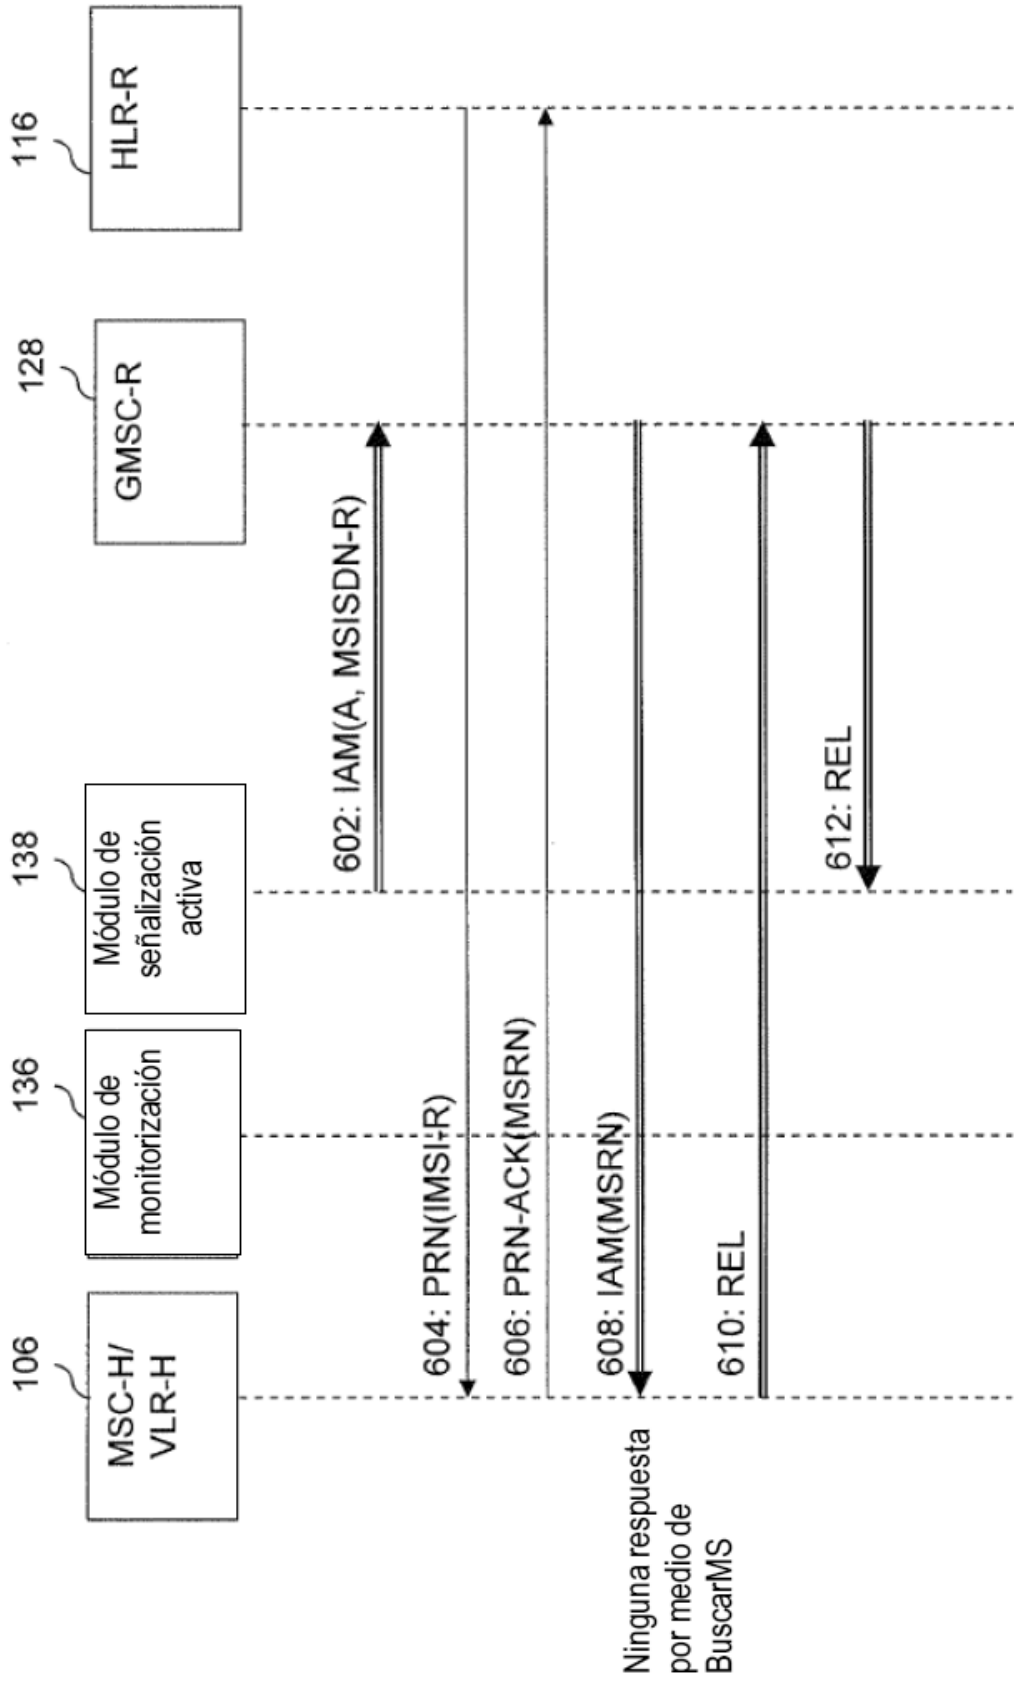 106
136
138
128
116
MSC-H/
VLR-H
Módulo de
monitorización
Módulo de
señalización
activa
GMSC-R
HLR-R
602: IAM(A, MSISDN-R)
604: PRN(IMSI-R)
606: PRN-ACK(MSRN)
608: IAM(MSRN)
Ninguna respuesta
por medio de
BuscarMS
610: REL
612: REL